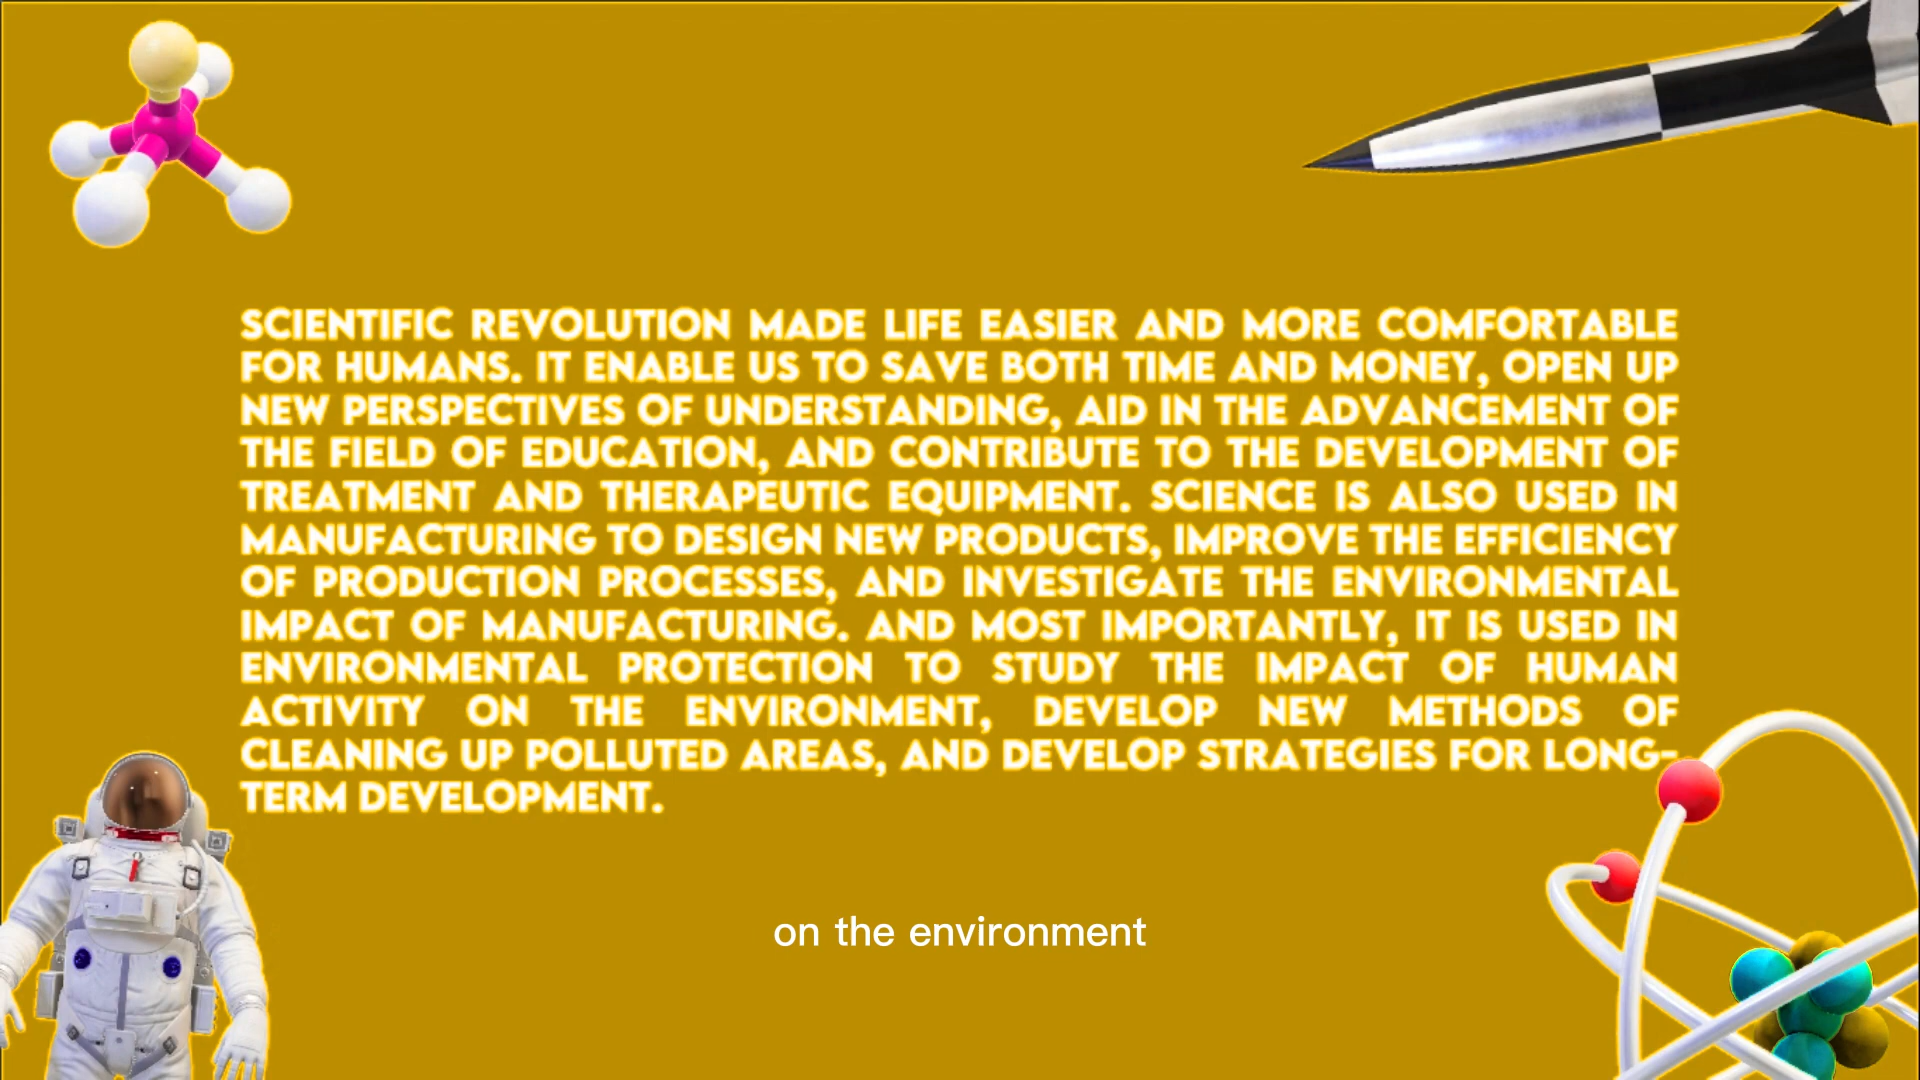 SCIENTIFIC REVOLUTION MADE LIFE EASIER AND MORE COMFORTABLE
FOR HUMANS. IT ENABLE US TO SAVE BOTH TIME AND MONEY, OPEN UP
NEW PERSPECTIVES OF UNDERSTANDING, AID IN THE ADVANCEMENT OF
THE FIELD OF EDUCATION, AND CONTRIBUTE TO THE DEVELOPMENT OF
TREATMENT AND THERAPEUTIC EQUIPMENT. SCIENCE IS ALSO USED IN
MANUFACTURING TO DESIGN NEW PRODUCTS, IMPROVE THE EFFICIENCY
OF PRODUCTION PROCESSES, AND INVESTIGATE THE ENVIRONMENTAL
IMPACT OF MANUFACTURING. AND MOST IMPORTANTLY, IT IS USED IN
ENVIRONMENTAL PROTECTION TO STUDY THE IMPACT OF HUMAN
ACTIVITY ON THE ENVIRONMENT, DEVELOP NEW METHODS OF
CLEANING UP POLLUTED AREAS, AND DEVELOP STRATEGIES FOR LONG-
TERM DEVELOPMENT.
on the environment